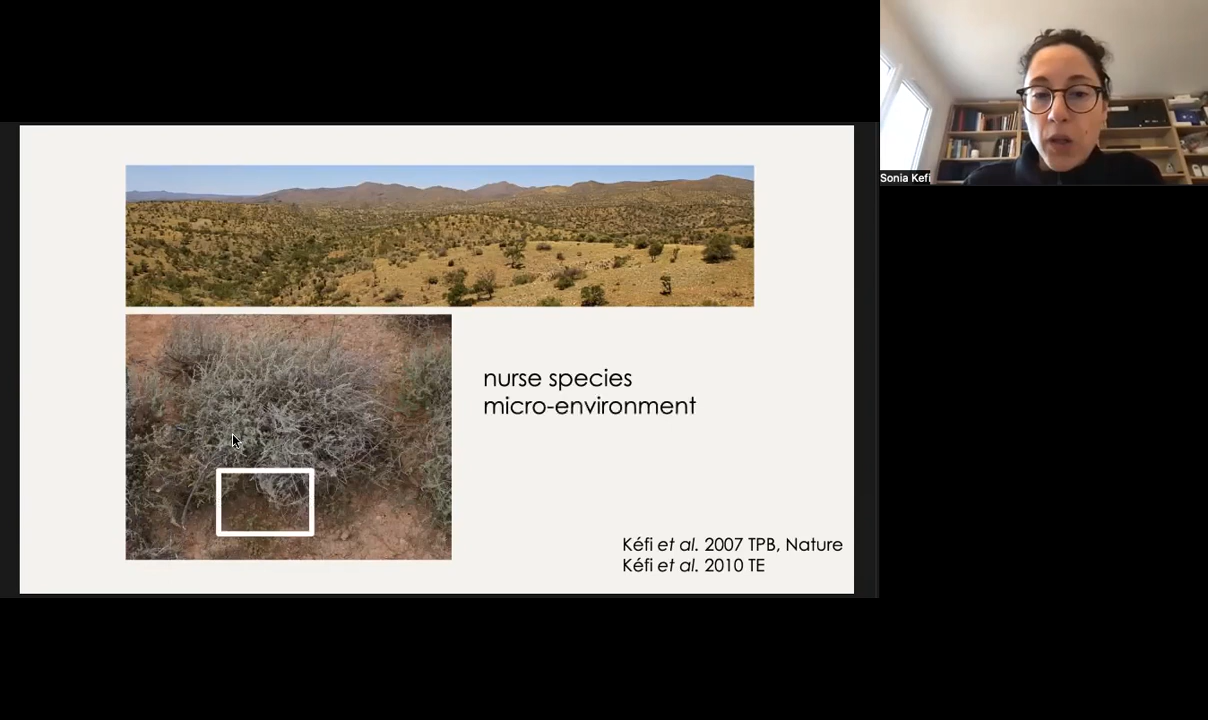 Sonia Kefi
nurse species
micro-environment
Kéfi et al. 2007 TPB, Nature
Kéfi et al. 2010 TE